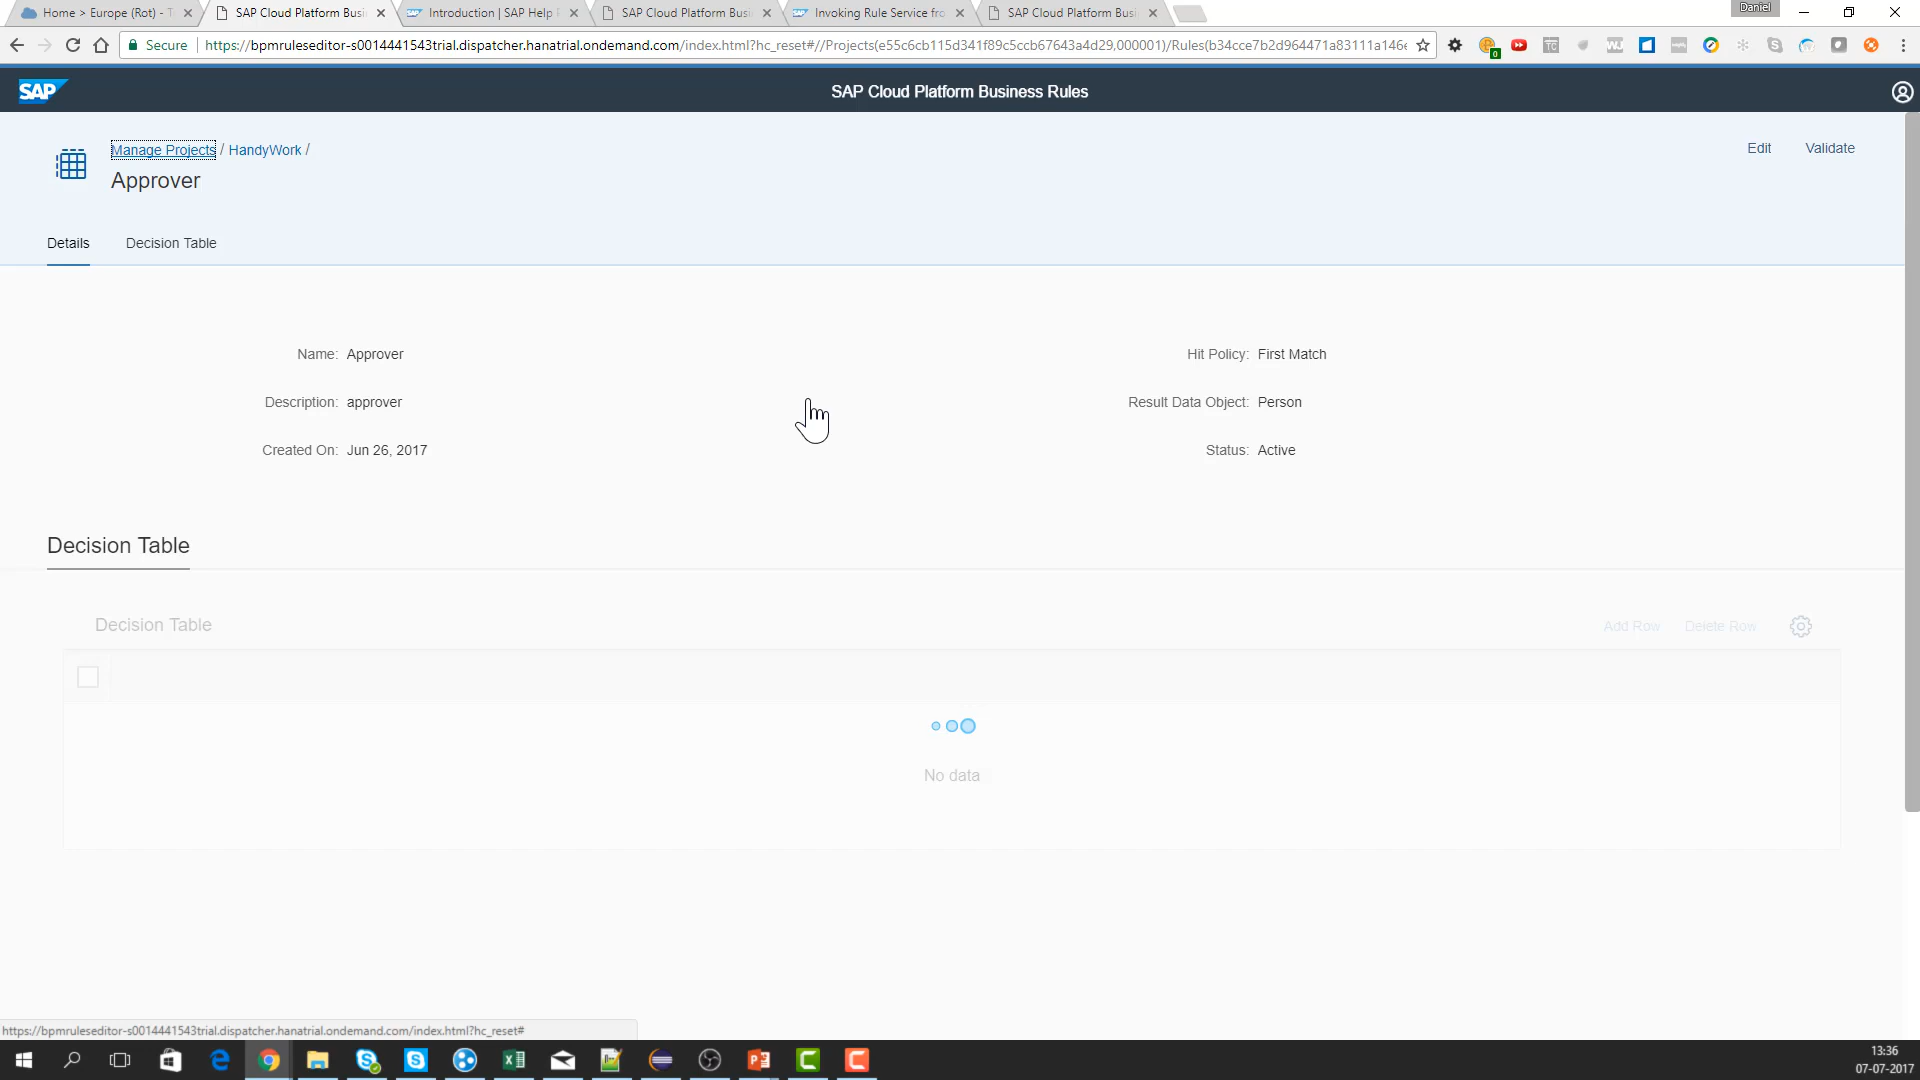 Home > Europe (Rot) - T
SAP Cloud Platform Busi
Introduction | SAP Help
SAP Cloud Platform Busi
Invoking Rule Service fro
SAP Cloud Platform Busi
Daniel
Secure
https://bpmruleseditor-s0014441543trial.dispatcher.hanatrial.ondemand.com/index.html?hc_reset#//Projects(e55c6cb115d341f89c5ccb67643a4d29,000001)/Rules(b34cce7b2d964471a83111a146e
SAP
SAP Cloud Platform Business Rules
Manage Projects / HandyWork /
Edit
Validate
Approver
Details
Decision Table
Name: Approver
Hit Policy: First Match
Description: approver
Result Data Object: Person
Created On: Jun 26, 2017
Status: Active
Decision Table
Decision Table
Add Row
Delete Row
No data
https://bpmruleseditor-s0014441543trial.dispatcher.hanatrial.ondemand.com/index.html?hc_reset#
13:36
07-07-2017